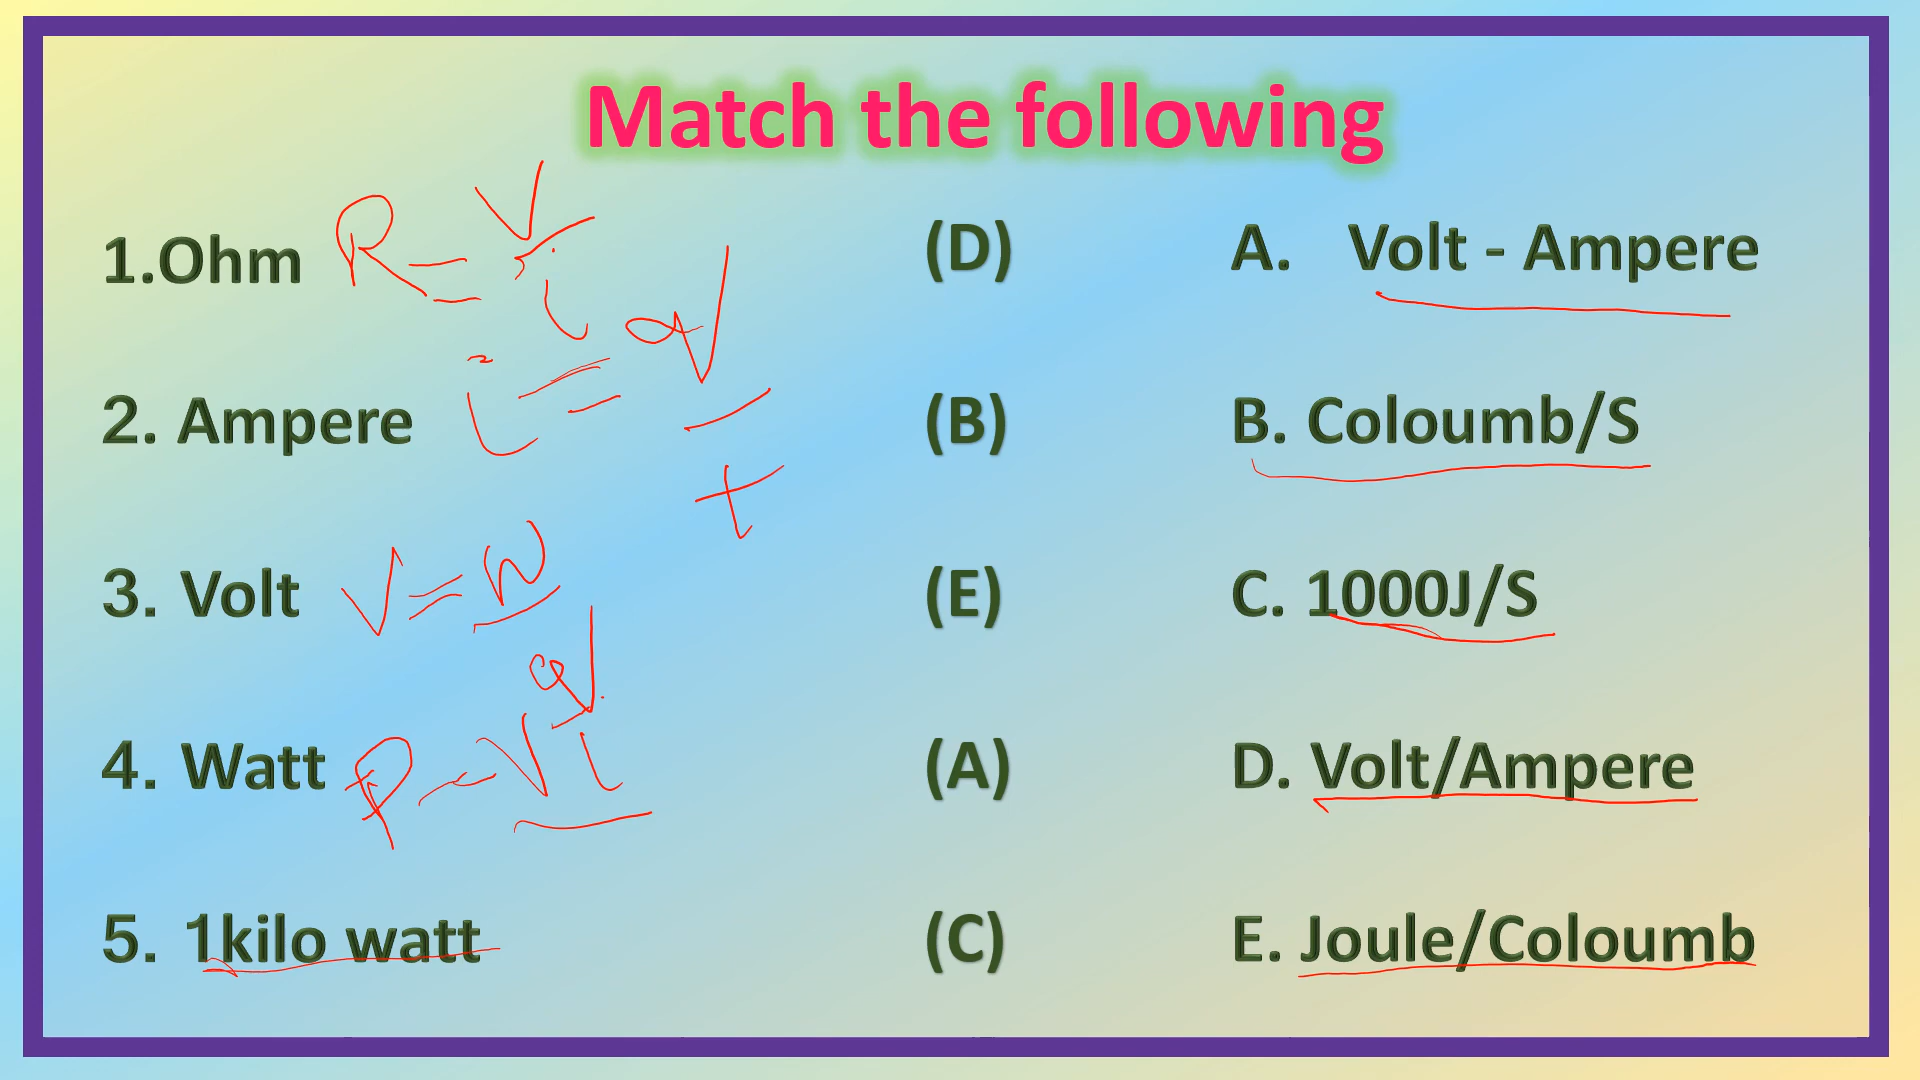 Match the following
1.Ohm R = V/i (D) A. Volt - Ampere
2. Ampere i = q/t (B) B. Coloumb/S
3. Volt V = W/q (E) C. 1000J/S
4. Watt P = Vi (A) D. Volt/Ampere
5. 1kilo watt (C) E. Joule/Coloumb